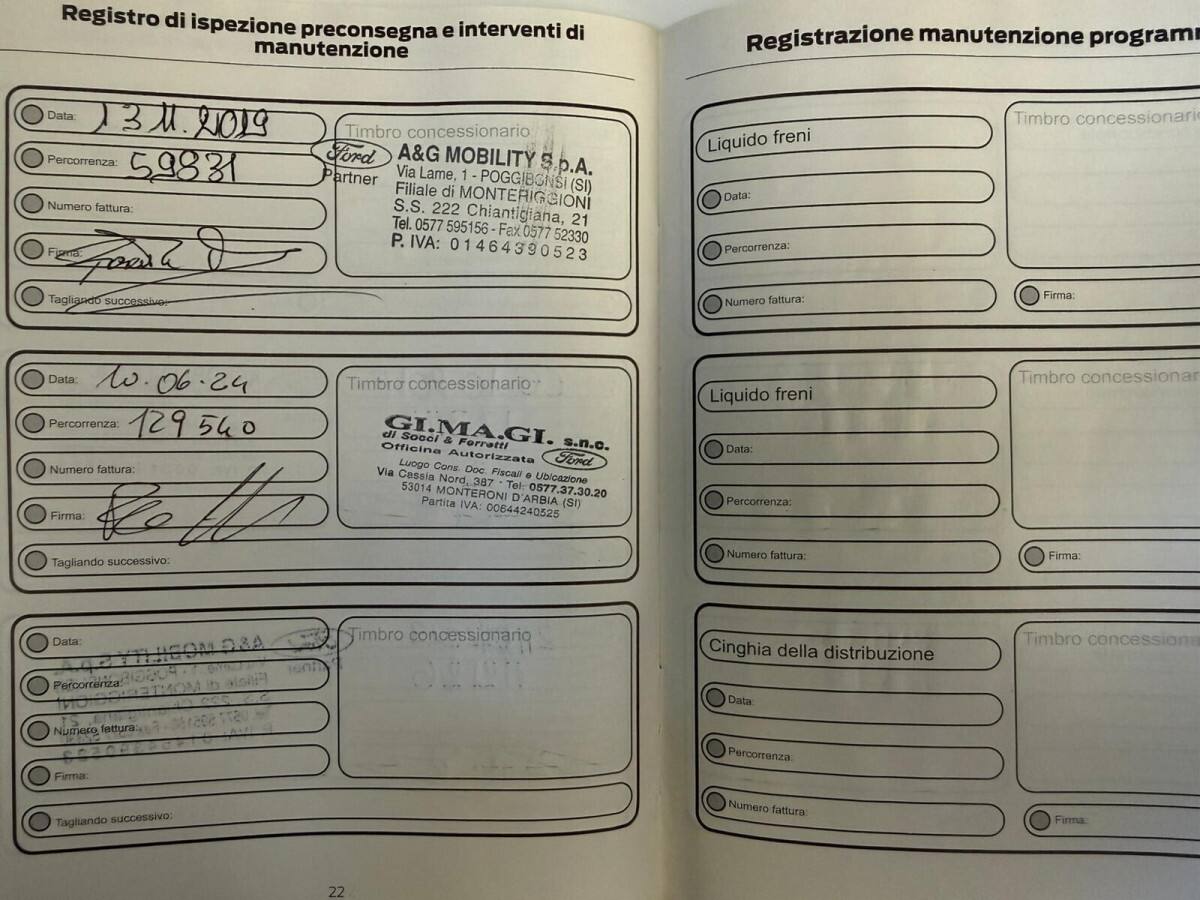 Registro di ispezione preconsegna e interventi di
manutenzione
Data: 13 11. 2019
Percorrenza: 59831
Numero fattura:
Firma:
Tagliando successivo:
Timbro concessionario
Ford
Partner
A&G MOBILITY S.p.A.
Via Lame, 1 - POGGIBONSI (SI)
Filiale di MONTERIGGIONI
S.S. 222 Chiantigiana, 21
Tel. 0577 595156 - Fax 0577 52330
P. IVA: 01464390523
Data: 10.06.24
Percorrenza: 129540
Numero fattura:
Firma:
Tagliando successivo:
Timbro concessionario
GI.MA.GI. s.n.c.
di Socci & Ferretti
Officina Autorizzata Ford
Luogo Cons. Doc. Fiscali e Ubicazione
Via Cassia Nord, 387 - Tel. 0577.37.30.20
53014 MONTERONI D'ARBIA (SI)
Partita IVA: 00644240525
Data:
Percorrenza:
Numero fattura:
Firma:
Tagliando successivo:
Timbro concessionario
22
Registrazione manutenzione programm
Liquido freni
Data:
Percorrenza:
Numero fattura:
Timbro concessionario
Firma:
Liquido freni
Data:
Percorrenza:
Numero fattura:
Timbro concessionar
Firma:
Cinghia della distribuzione
Data:
Percorrenza:
Numero fattura:
Timbro concessionario
Firma: